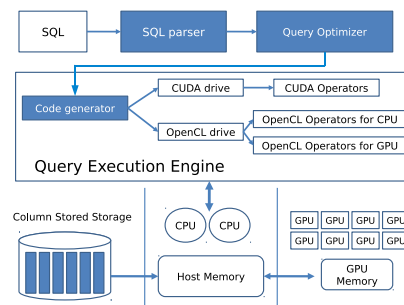 SQL
SQL parser
Query Optimizer
Code generator
CUDA drive
CUDA Operators
OpenCL drive
OpenCL Operators for CPU
OpenCL Operators for GPU
Query Execution Engine
Column Stored Storage
CPU
CPU
Host Memory
GPU
GPU
GPU
GPU
GPU
GPU
GPU
GPU
GPU
Memory